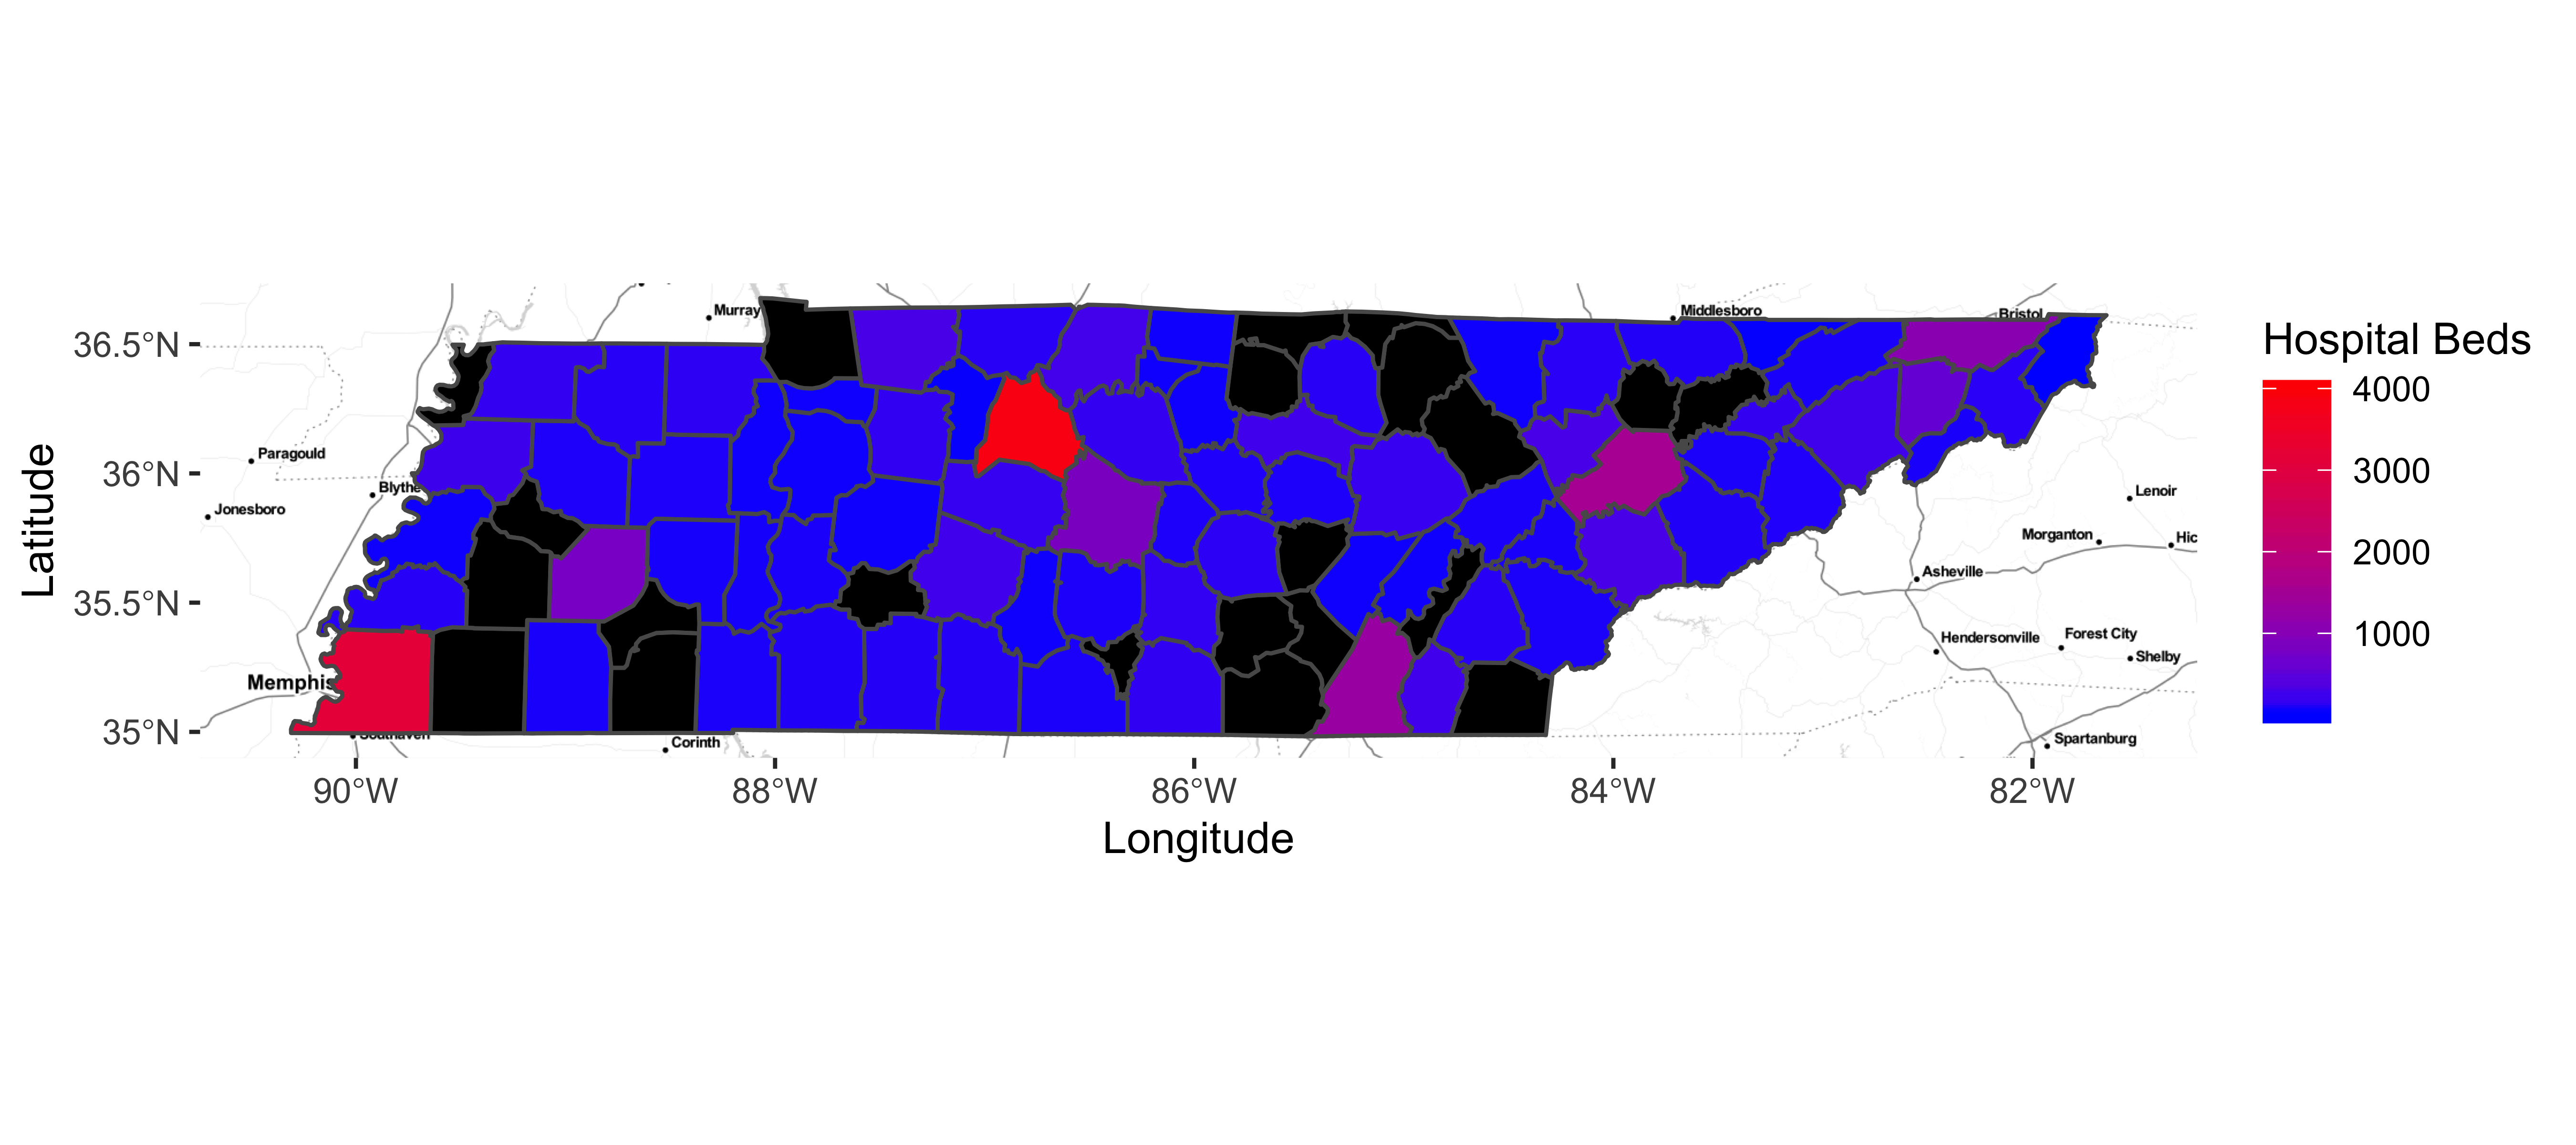 Murray
Middlesboro
Bristol
36.5°N
Hospital Beds
4000
Paragould
36°N
3000
Blythe
Lenoir
Jonesboro
Morganton
Hic
2000
Latitude
Asheville
35.5°N
1000
Hendersonville
Forest City
Shelby
Memphis
35°N
Southaven
Corinth
Spartanburg
90°W
88°W
86°W
84°W
82°W
Longitude